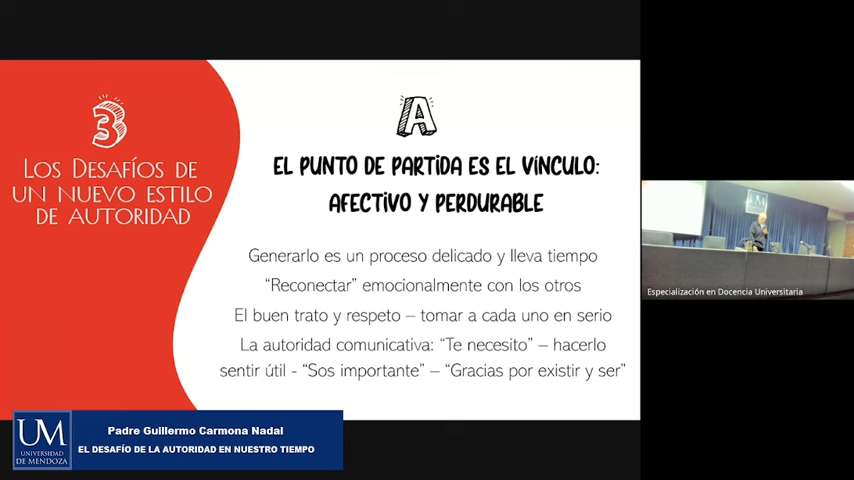 3
LOS DESAFÍOS DE
UN NUEVO ESTILO
DE AUTORIDAD
A
EL PUNTO DE PARTIDA ES EL VÍNCULO:
AFECTIVO Y PERDURABLE
Generarlo es un proceso delicado y lleva tiempo
“Reconectar” emocionalmente con los otros
El buen trato y respeto – tomar a cada uno en serio
La autoridad comunicativa: “Te necesito” – hacerlo
sentir útil - “Sos importante” – “Gracias por existir y ser”
Especialización en Docencia Universitaria
UM
UNIVERSIDAD
DE MENDOZA
Padre Guillermo Carmona Nadal
EL DESAFÍO DE LA AUTORIDAD EN NUESTRO TIEMPO
UM